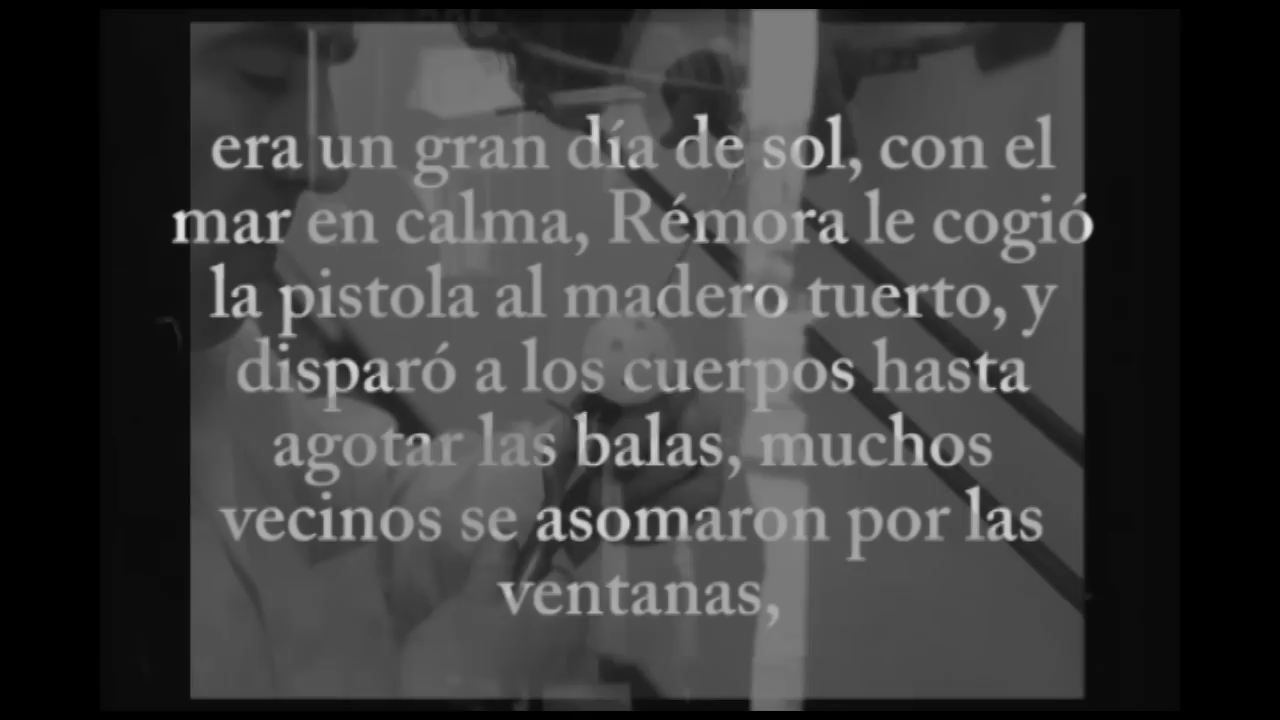 era un gran día de sol, con el
mar en calma, Rémora le cogió
la pistola al madero tuerto, y
disparó a los cuerpos hasta
agotar las balas, muchos
vecinos se asomaron por las
ventanas,